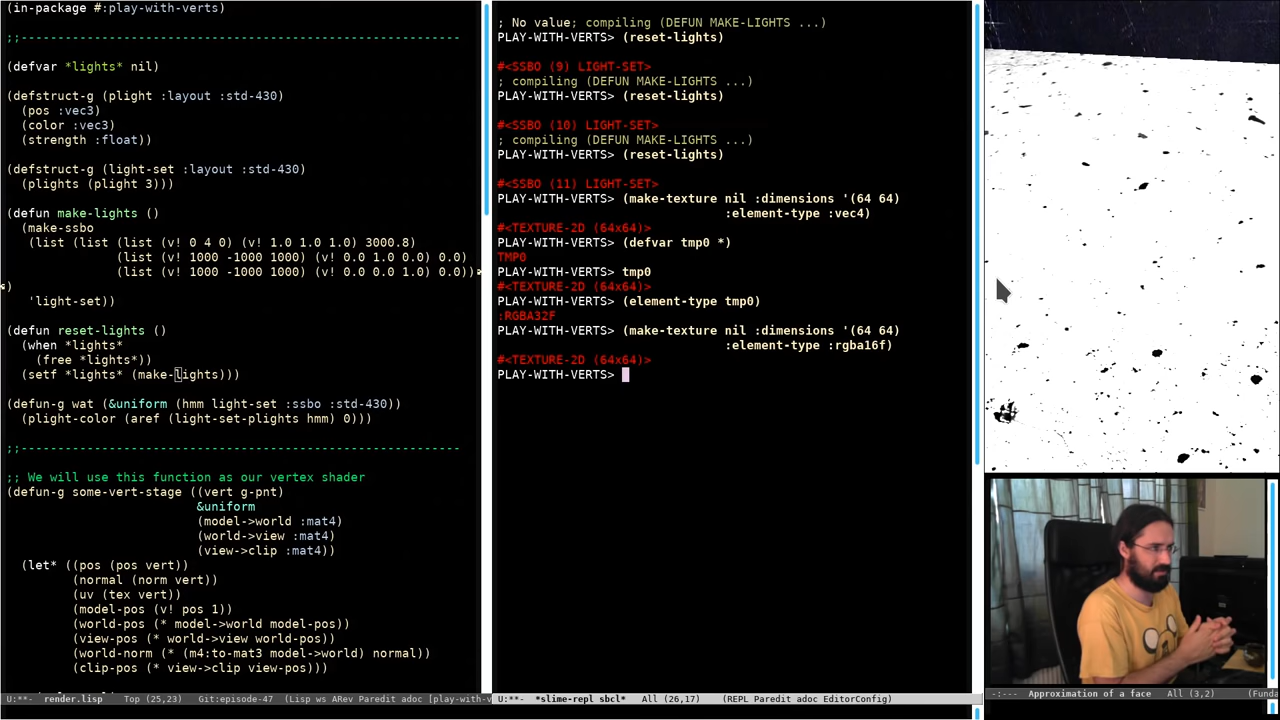 (in-package #:play-with-verts)
;;------------------------------------------------------------
(defvar *lights* nil)
(defstruct-g (plight :layout :std-430)
  (pos :vec3)
  (color :vec3)
  (strength :float))
(defstruct-g (light-set :layout :std-430)
  (plights (plight 3)))
(defun make-lights ()
  (make-ssbo
   (list (list (list (v! 0 4 0) (v! 1.0 1.0 1.0) 3000.8)
               (list (v! 1000 -1000 1000) (v! 0.0 1.0 0.0) 0.0)
               (list (v! 1000 -1000 1000) (v! 0.0 0.0 1.0) 0.0))
)
   'light-set))
(defun reset-lights ()
  (when *lights*
    (free *lights*))
  (setf *lights* (make-lights)))
(defun-g wat (&uniform (hmm light-set :ssbo :std-430))
  (plight-color (aref (light-set-plights hmm) 0)))
;;------------------------------------------------------------
;; We will use this function as our vertex shader
(defun-g some-vert-stage ((vert g-pnt)
                          &uniform
                          (model->world :mat4)
                          (world->view :mat4)
                          (view->clip :mat4))
  (let* ((pos (pos vert))
         (normal (norm vert))
         (uv (tex vert))
         (model-pos (v! pos 1))
         (world-pos (* model->world model-pos))
         (view-pos (* world->view world-pos))
         (world-norm (* (m4:to-mat3 model->world) normal))
         (clip-pos (* view->clip view-pos)))
U:**-  render.lisp    Top (25,23)    Git:episode-47  (Lisp ws ARev Paredit adoc [play-with-v
; No value; compiling (DEFUN MAKE-LIGHTS ...)
PLAY-WITH-VERTS> (reset-lights)
#<SSBO (9) LIGHT-SET>
; compiling (DEFUN MAKE-LIGHTS ...)
PLAY-WITH-VERTS> (reset-lights)
#<SSBO (10) LIGHT-SET>
; compiling (DEFUN MAKE-LIGHTS ...)
PLAY-WITH-VERTS> (reset-lights)
#<SSBO (11) LIGHT-SET>
PLAY-WITH-VERTS> (make-texture nil :dimensions '(64 64)
                               :element-type :vec4)
#<TEXTURE-2D (64x64)>
PLAY-WITH-VERTS> (defvar tmp0 *)
TMP0
PLAY-WITH-VERTS> tmp0
#<TEXTURE-2D (64x64)>
PLAY-WITH-VERTS> (element-type tmp0)
:RGBA32F
PLAY-WITH-VERTS> (make-texture nil :dimensions '(64 64)
                               :element-type :rgba16f)
#<TEXTURE-2D (64x64)>
PLAY-WITH-VERTS>
U:**-  *slime-repl sbcl*   All (26,17)    (REPL Paredit adoc EditorConfig)
-:---  Approximation of a face   All (3,2)    (Funda